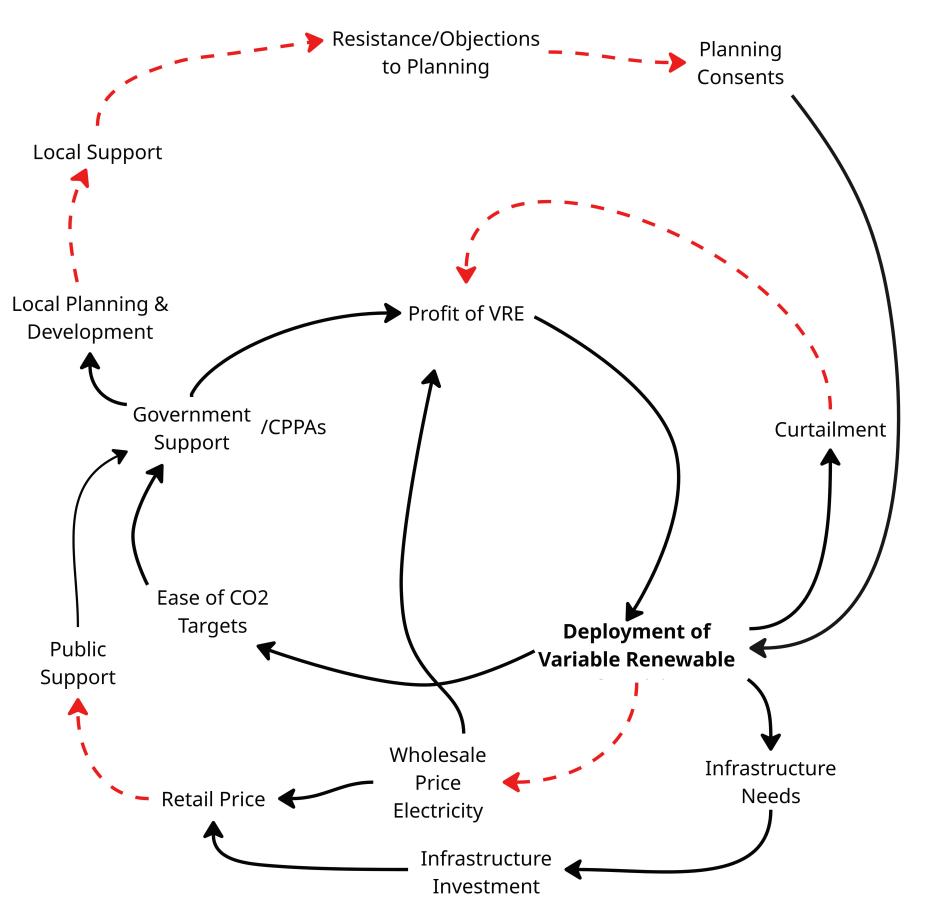 Resistance/Objections
to Planning
Planning
Consents
Local Support
Local Planning &
Development
Profit of VRE
Government
Support
/CPPAs
Curtailment
Ease of CO2
Targets
Public
Support
Deployment of
Variable Renewable
Wholesale
Price
Electricity
Retail Price
Infrastructure
Needs
Infrastructure
Investment